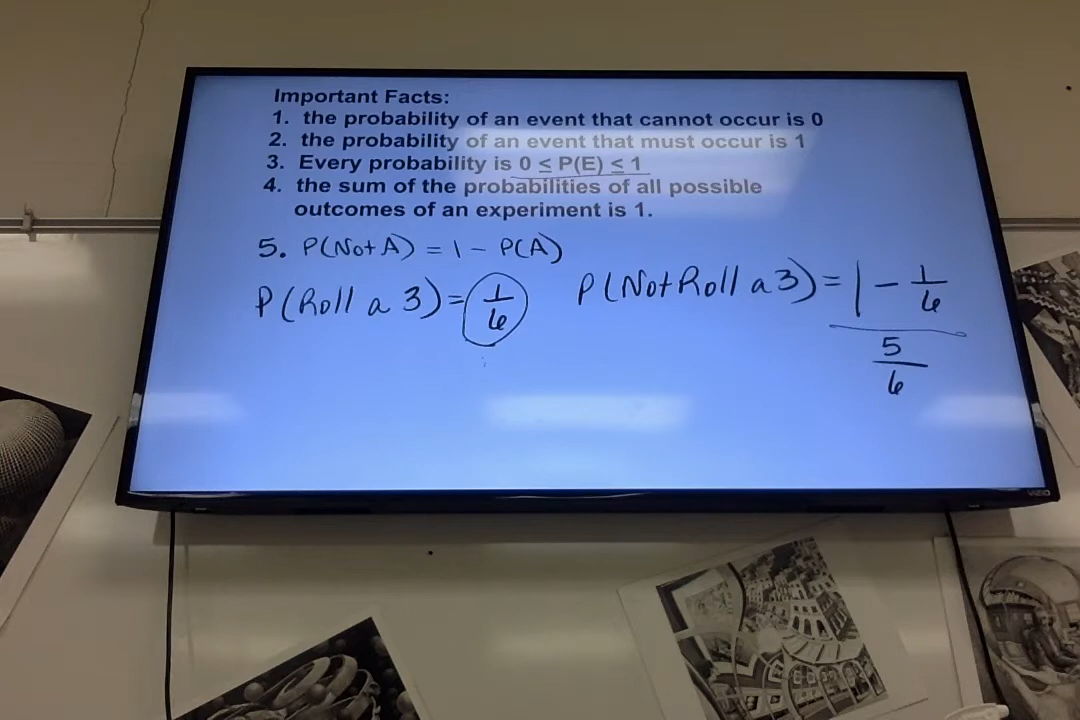 Important Facts:
1. the probability of an event that cannot occur is 0
2. the probability of an event that must occur is 1
3. Every probability is 0 ≤ P(E) ≤ 1
4. the sum of the probabilities of all possible
outcomes of an experiment is 1.
5. P(Not A) = 1 - P(A)
P(Roll a 3) = 1/6 P(Not Roll a 3) = 1 - 1/6
5/6
VIZIO